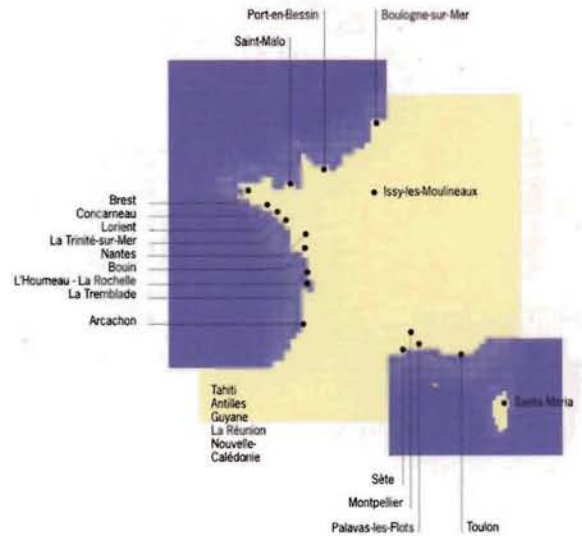 Port-en-Bessin
Boulogne-sur-Mer
Saint-Malo
Issy-les-Moulineaux
Brest
Concarneau
Lorient
La Trinité-sur-Mer
Nantes
Bouin
L'Houmeau - La Rochelle
La Tremblade
Arcachon
Tahiti
Antilles
Guyane
La Réunion
Nouvelle-
Calédonie
Santa Maria
Sète
Montpellier
Palavas-les-Flots
Toulon